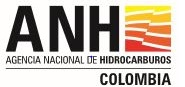 ANH
AGENCIA NACIONAL DE HIDROCARBUROS
COLOMBIA